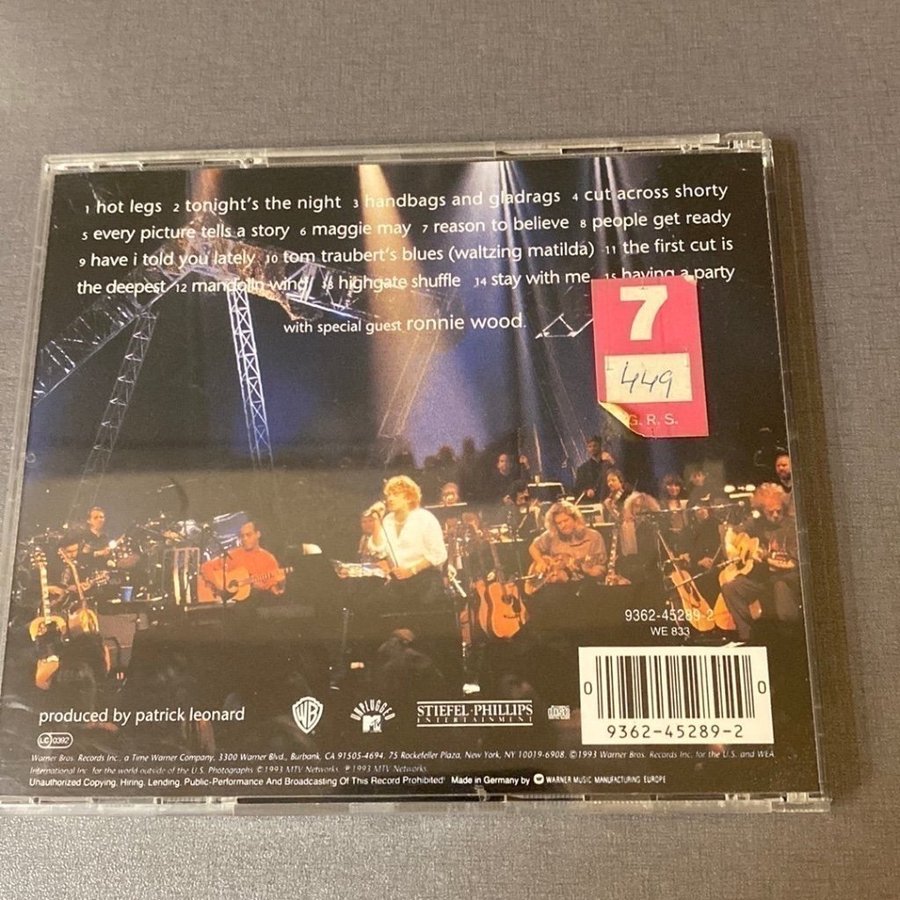 1 hot legs 2 tonight's the night 3 handbags and gladrags 4 cut across shorty
5 every picture tells a story 6 maggie may 7 reason to believe 8 people get ready
9 have i told you lately 10 tom traubert's blues (waltzing matilda) 11 the first cut is
the deepest 12 mandolin wind 13 highgate shuffle 14 stay with me 15 having a party
with special guest ronnie wood.
7
449
G.R.S.
9362-45289-2
WE 833
0 0
9362-45289-2
produced by patrick leonard
WB
UNPLUGGED
MTV
STIEFEL·PHILLIPS
ENTERTAINMENT
LC 0392
Warner Bros. Records Inc., a Time Warner Company, 3300 Warner Blvd., Burbank, CA 91505-4694. 75 Rockefeller Plaza, New York, NY 10019-6908. ©1993 Warner Bros. Records Inc. for the U.S. and WEA
International Inc. for the world outside of the U.S. Photographs ©1993 MTV Networks. ℗1993 MTV Networks.
Unauthorized Copying, Hiring, Lending, Public-Performance And Broadcasting Of This Record Prohibited! Made in Germany by WARNER MUSIC MANUFACTURING EUROPE